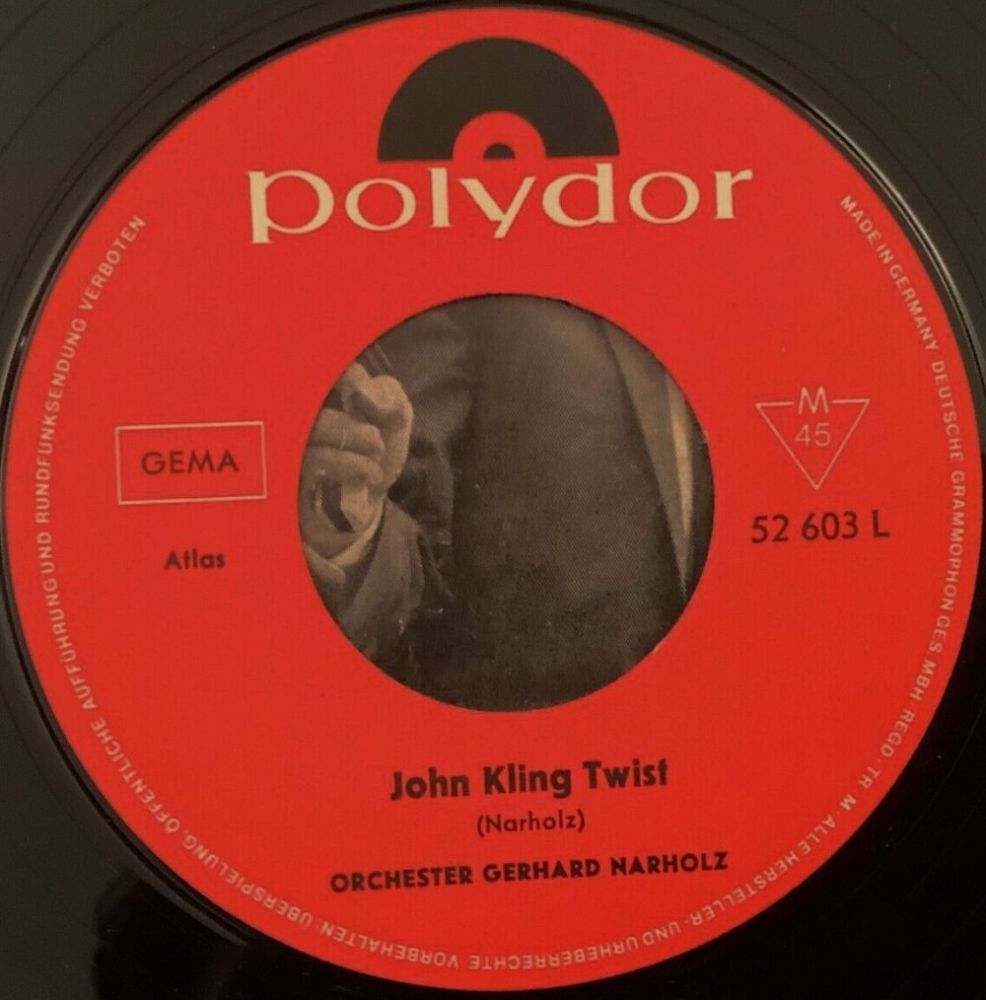 polydor
GEMA
Atlas
M
45
52 603 L
John Kling Twist
(Narholz)
ORCHESTER GERHARD NARHOLZ
MADE IN GERMANY DEUTSCHE GRAMMOPHON GES MBH REGD · TR M · ALLE HERSTELLER- UND URHEBERRECHTE VORBEHALTEN. ÜBERSPIELUNG, ÖFFENTLICHE AUFFÜHRUNG UND RUNDFUNKSENDUNG VERBOTEN